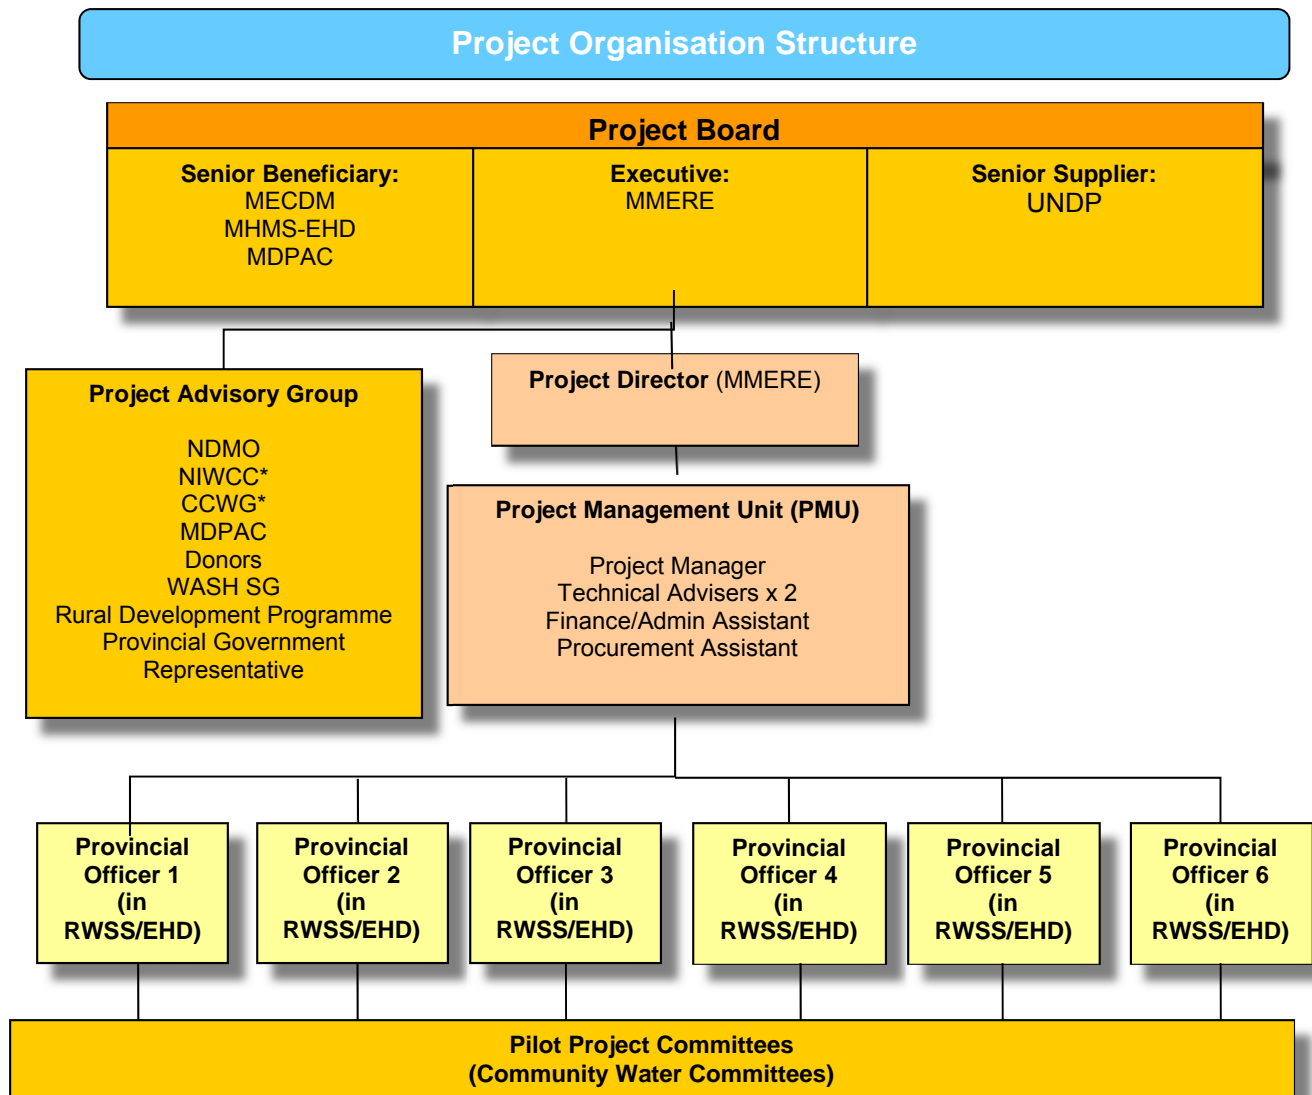 Project Organisation Structure
Project Board
Senior Beneficiary:
MECDM
MHMS-EHD
MDPAC
Executive:
MMERE
Senior Supplier:
UNDP
Project Advisory Group
NDMO
NIWCC*
CCWG*
MDPAC
Donors
WASH SG
Rural Development Programme
Provincial Government
Representative
Project Director (MMERE)
Project Management Unit (PMU)
Project Manager
Technical Advisers x 2
Finance/Admin Assistant
Procurement Assistant
Provincial
Officer 1
(in
RWSS/EHD)
Provincial
Officer 2
(in
RWSS/EHD)
Provincial
Officer 3
(in
RWSS/EHD)
Provincial
Officer 4
(in
RWSS/EHD)
Provincial
Officer 5
(in
RWSS/EHD)
Provincial
Officer 6
(in
RWSS/EHD)
Pilot Project Committees
(Community Water Committees)